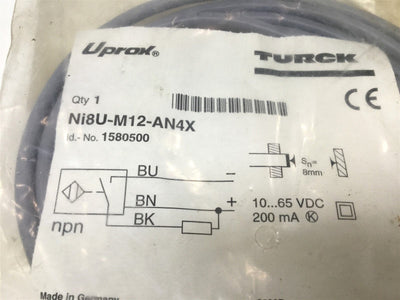 Uprox®
TURCK
Qty 1
Ni8U-M12-AN4X
Id.- No. 1580500
BU
−
Sn=
8mm
BN
+
10...65 VDC
BK
200 mA K
npn
Made in Germany